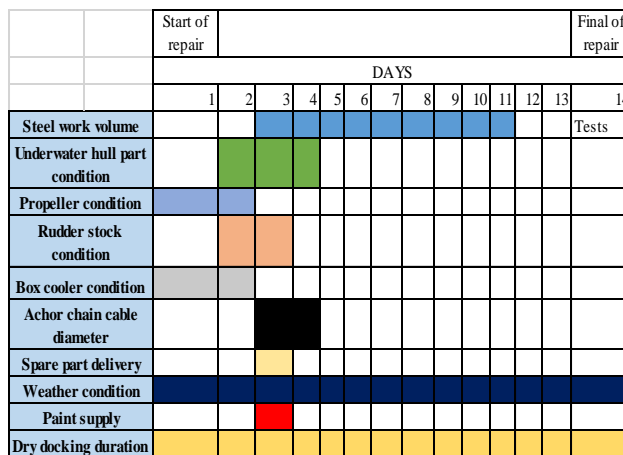 Start of repair Final of repair
DAYS
1 2 3 4 5 6 7 8 9 10 11 12 13 14
Steel work volume Tests
Underwater hull part condition
Propeller condition
Rudder stock condition
Box cooler condition
Achor chain cable diameter
Spare part delivery
Weather condition
Paint supply
Dry docking duration